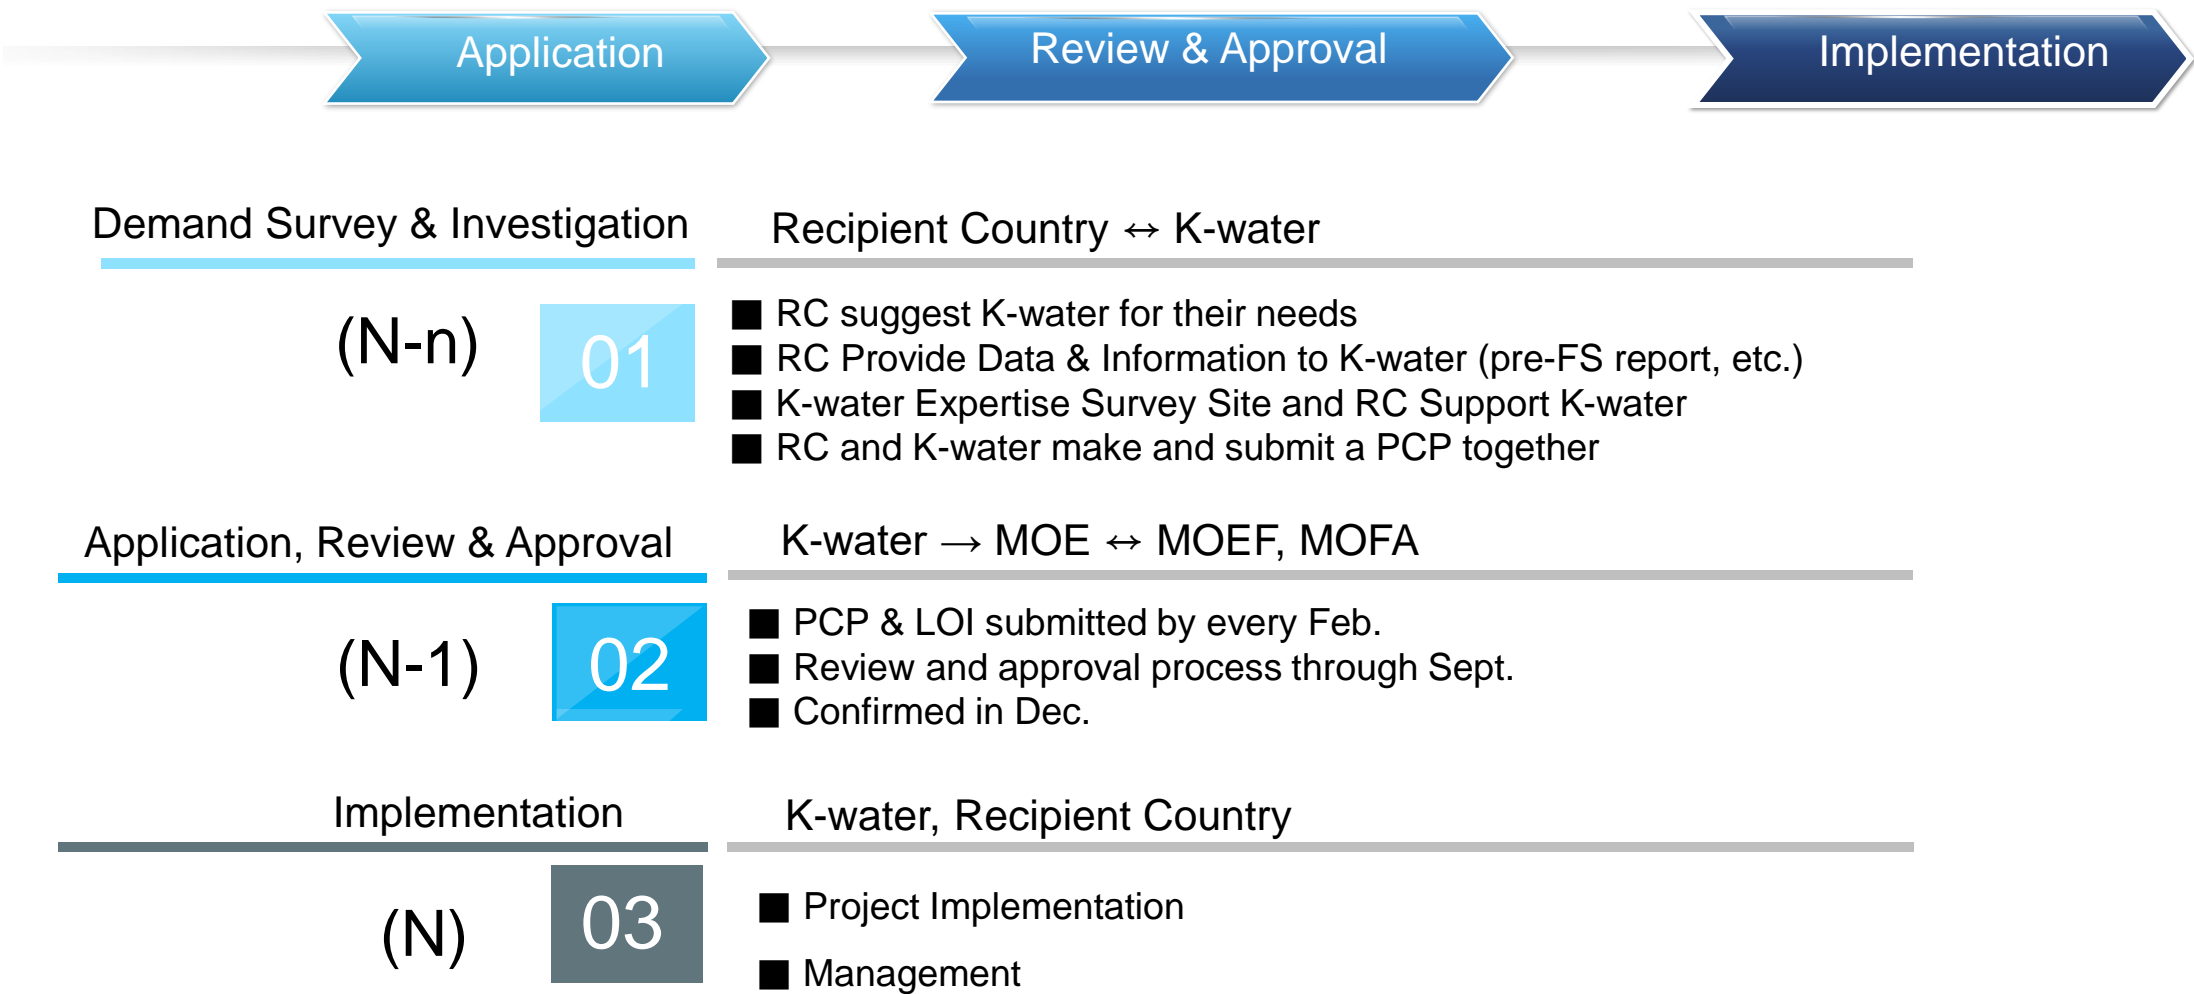 Application
Review & Approval
Implementation
Demand Survey & Investigation
Recipient Country ↔ K-water
(N-n)
01
■ RC suggest K-water for their needs
■ RC Provide Data & Information to K-water (pre-FS report, etc.)
■ K-water Expertise Survey Site and RC Support K-water
■ RC and K-water make and submit a PCP together
Application, Review & Approval
K-water → MOE ↔ MOEF, MOFA
(N-1)
02
■ PCP & LOI submitted by every Feb.
■ Review and approval process through Sept.
■ Confirmed in Dec.
Implementation
K-water, Recipient Country
(N)
03
■ Project Implementation
■ Management